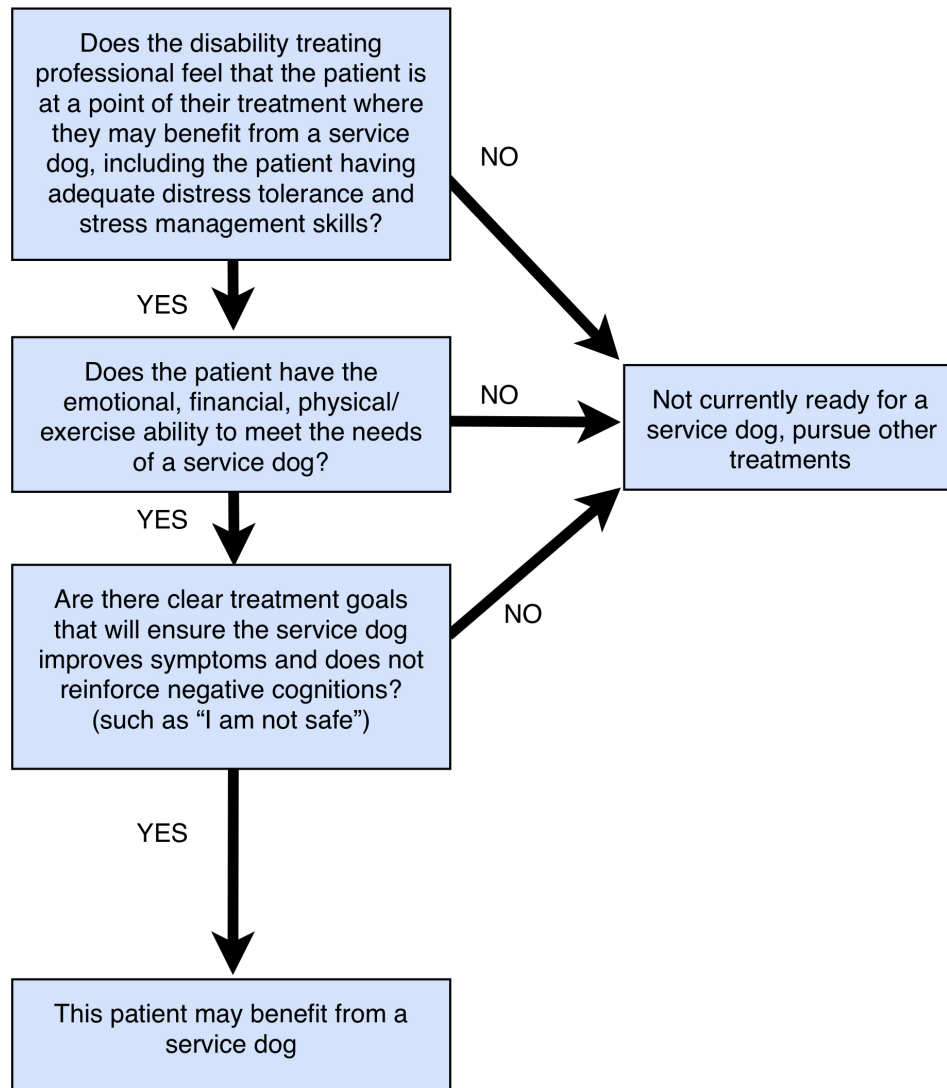 Does the disability treating
professional feel that the patient is
at a point of their treatment where
they may benefit from a service
dog, including the patient having
adequate distress tolerance and
stress management skills?
NO
YES
Does the patient have the
emotional, financial, physical/
exercise ability to meet the needs
of a service dog?
NO
Not currently ready for a
service dog, pursue other
treatments
YES
Are there clear treatment goals
that will ensure the service dog
improves symptoms and does not
reinforce negative cognitions?
(such as “I am not safe”)
NO
YES
This patient may benefit from a
service dog